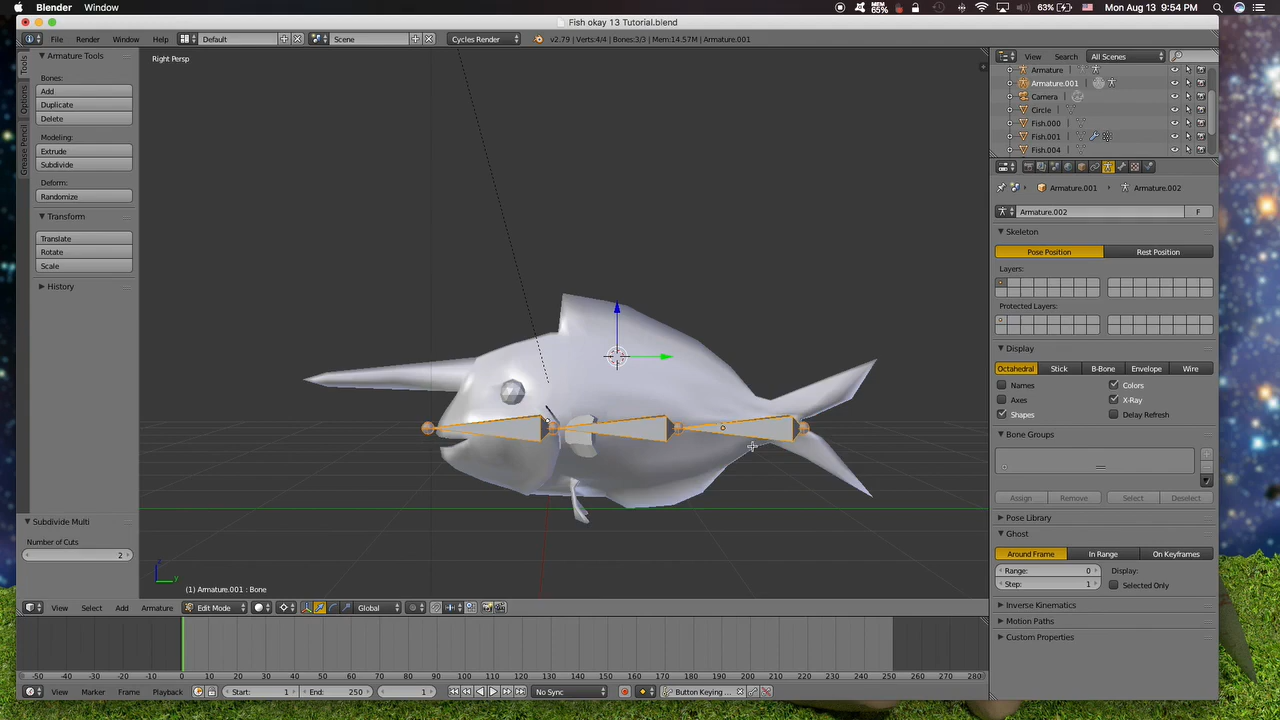 Blender Window MEM 65% 63% Mon Aug 13 9:54 PM
Fish okay 13 Tutorial.blend
File Render Window Help Default Scene Cycles Render v2.79 | Verts:4/4 | Bones:3/3 | Mem:14.57M | Armature.001
Tools
Options
Grease Pencil
Armature Tools
Bones:
Add
Duplicate
Delete
Modeling:
Extrude
Subdivide
Deform:
Randomize
Transform
Translate
Rotate
Scale
History
Subdivide Multi
Number of Cuts
2
Right Persp
z
y
(1) Armature.001 : Bone
View Select Add Armature Edit Mode Global
-50 -40 -30 -20 -10 0 10 20 30 40 50 60 70 80 90 100 110 120 130 140 150 160 170 180 190 200 210 220 230 240 250 260 270 280
View Marker Frame Playback Start: 1 End: 250 1 No Sync Button Keying ...
View Search All Scenes
Armature
Armature.001
Camera
Circle
Fish.000
Fish.001
Fish.004
Armature.001 Armature.002
Armature.002 F
Skeleton
Pose Position Rest Position
Layers:
Protected Layers:
Display
Octahedral Stick B-Bone Envelope Wire
Names Colors
Axes X-Ray
Shapes Delay Refresh
Bone Groups
Assign Remove Select Deselect
Pose Library
Ghost
Around Frame In Range On Keyframes
Range: 0 Display:
Step: 1 Selected Only
Inverse Kinematics
Motion Paths
Custom Properties